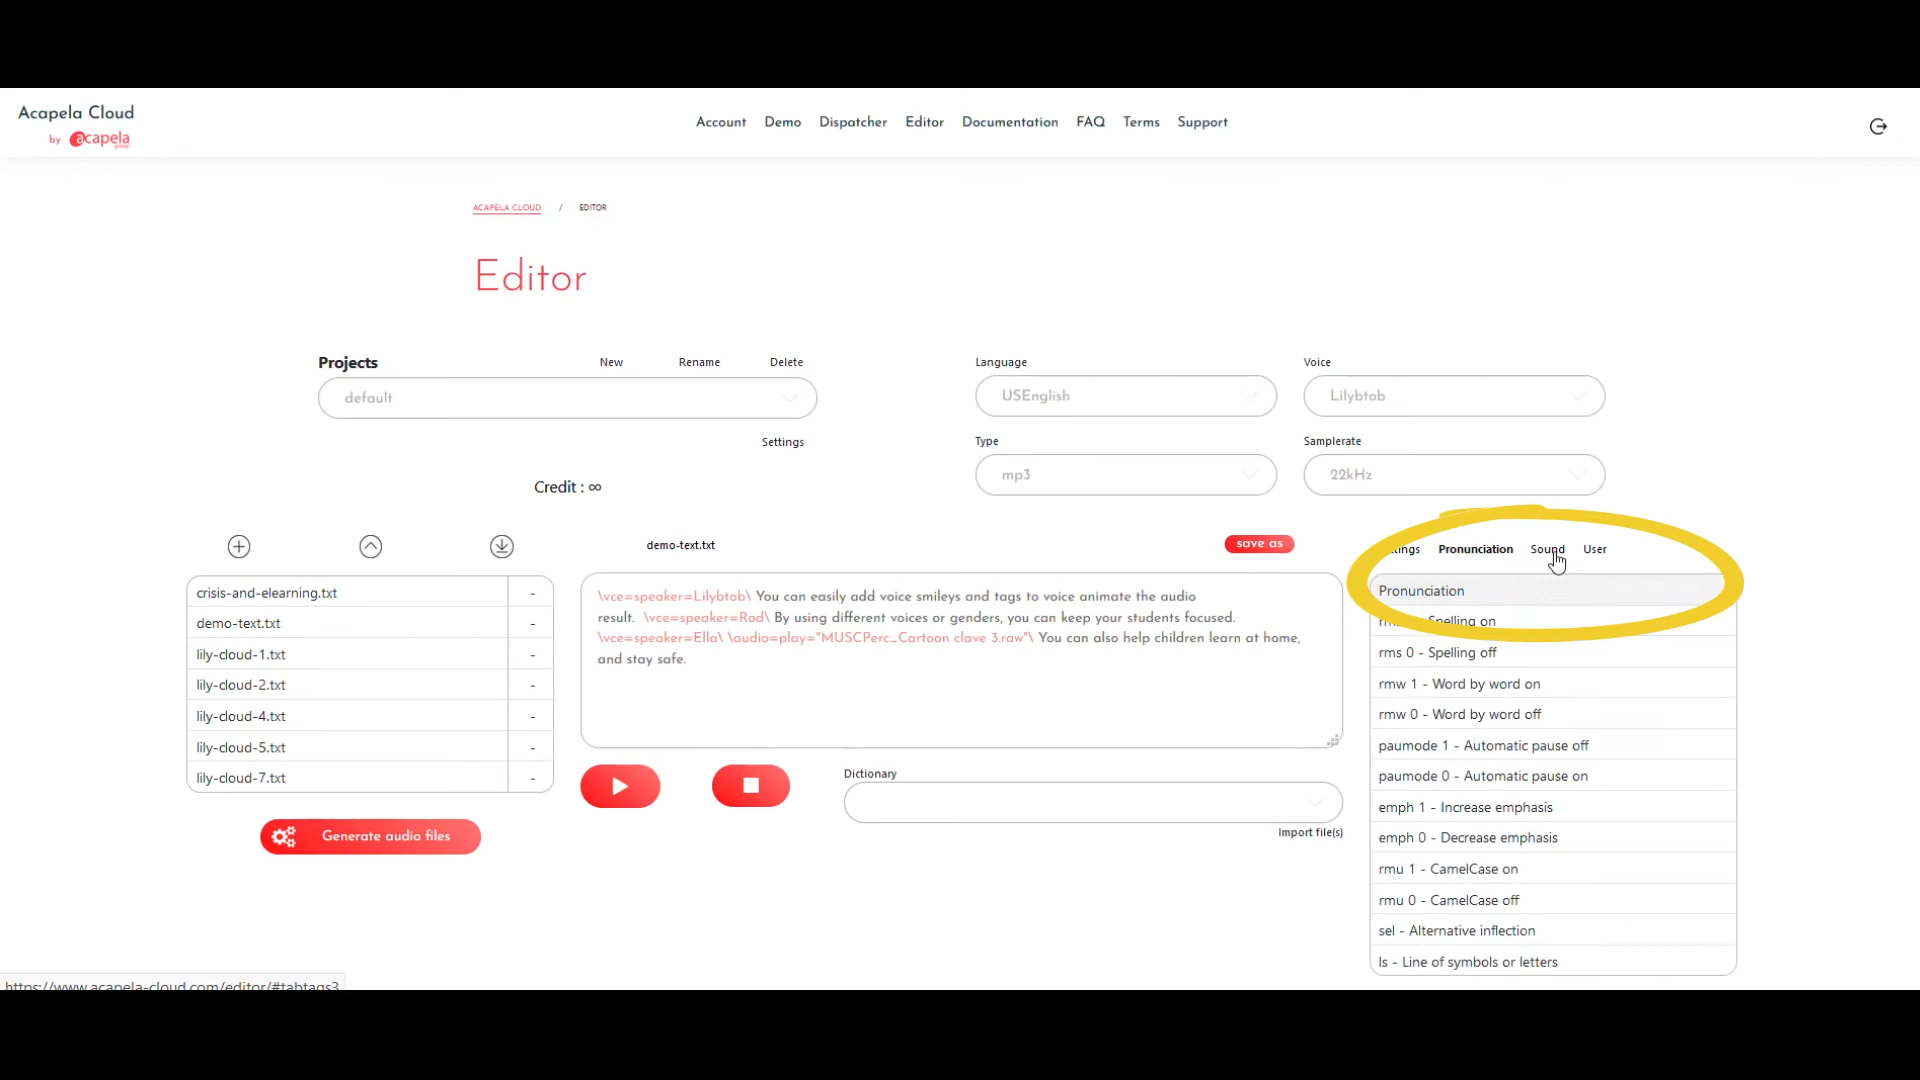 Acapela Cloud
by acapela
group
Account Demo Dispatcher Editor Documentation FAQ Terms Support
ACAPELA CLOUD / EDITOR
Editor
Projects New Rename Delete
default
Settings
Credit : ∞
Language
USEnglish
Voice
Lilybtob
Type
mp3
Samplerate
22kHz
demo-text.txt
save as
crisis-and-elearning.txt -
demo-text.txt -
lily-cloud-1.txt -
lily-cloud-2.txt -
lily-cloud-4.txt -
lily-cloud-5.txt -
lily-cloud-7.txt -
Generate audio files
\vce=speaker=Lilybtob\ You can easily add voice smileys and tags to voice animate the audio
result. \vce=speaker=Rod\ By using different voices or genders, you can keep your students focused.
\vce=speaker=Ella\ \audio=play="MUSCPerc_Cartoon clave 3.raw"\ You can also help children learn at home,
and stay safe.
Dictionary
Import file(s)
Pronunciation Sound User
Pronunciation
Spelling on
rms 0 - Spelling off
rmw 1 - Word by word on
rmw 0 - Word by word off
paumode 1 - Automatic pause off
paumode 0 - Automatic pause on
emph 1 - Increase emphasis
emph 0 - Decrease emphasis
rmu 1 - CamelCase on
rmu 0 - CamelCase off
sel - Alternative inflection
ls - Line of symbols or letters
https://www.acapela-cloud.com/editor/#tabtags3